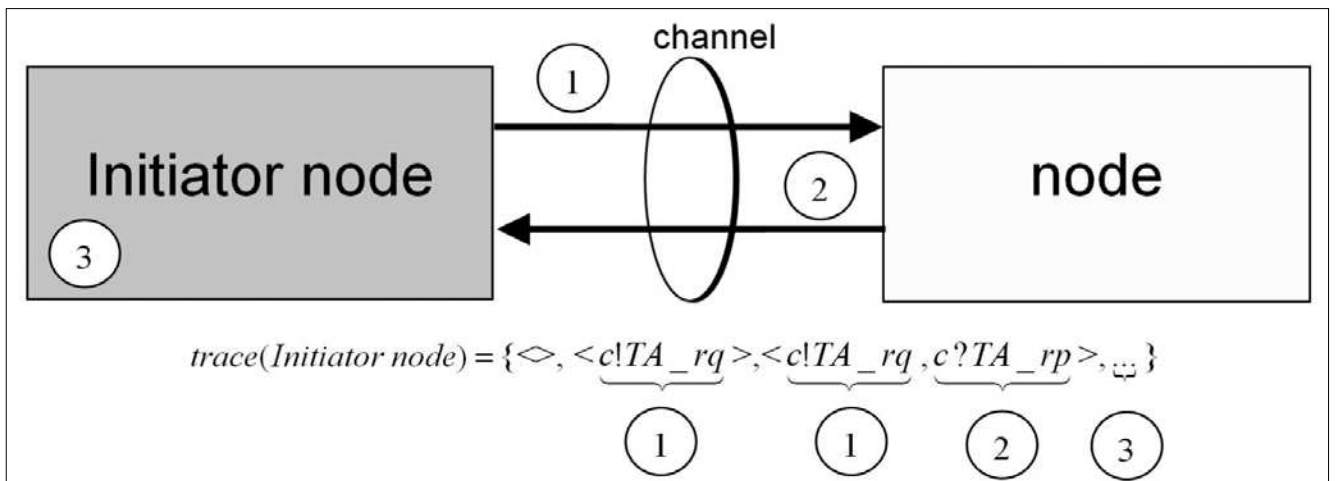 channel
1
Initiator node
node
2
3
trace(Initiator node) = {<>, <c!TA_rq>,<c!TA_rq , c?TA_rp>,...}
1 1 2 3